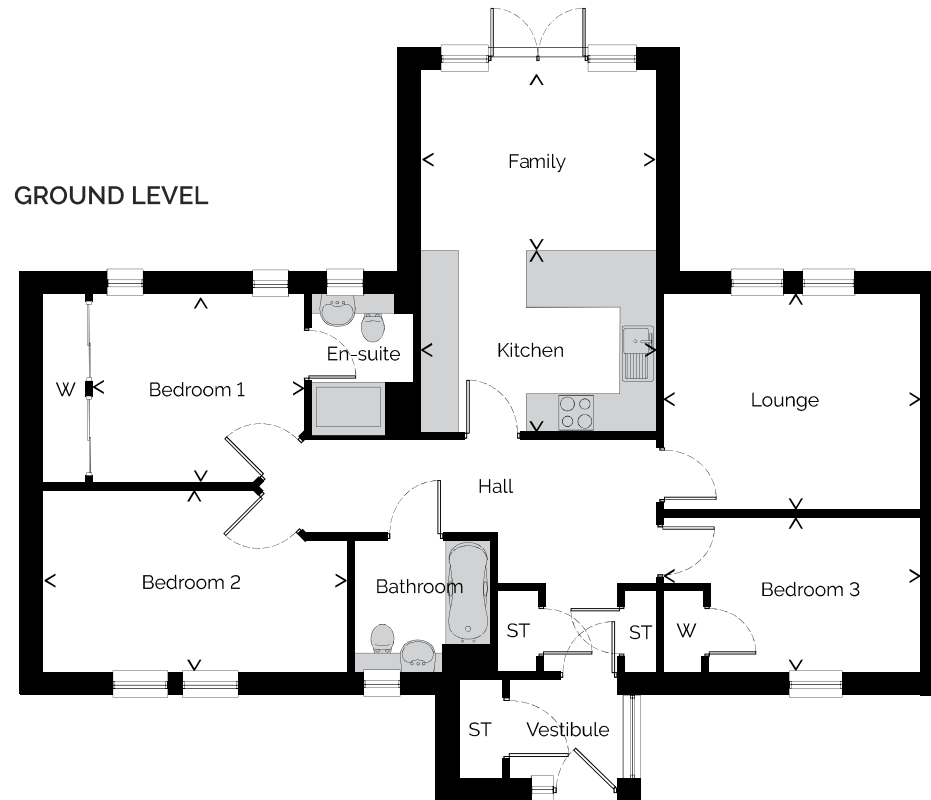 Family
GROUND LEVEL
En-suite
Kitchen
W
Bedroom 1
Lounge
Hall
Bedroom 2
Bathroom
Bedroom 3
ST
ST
W
ST
Vestibule